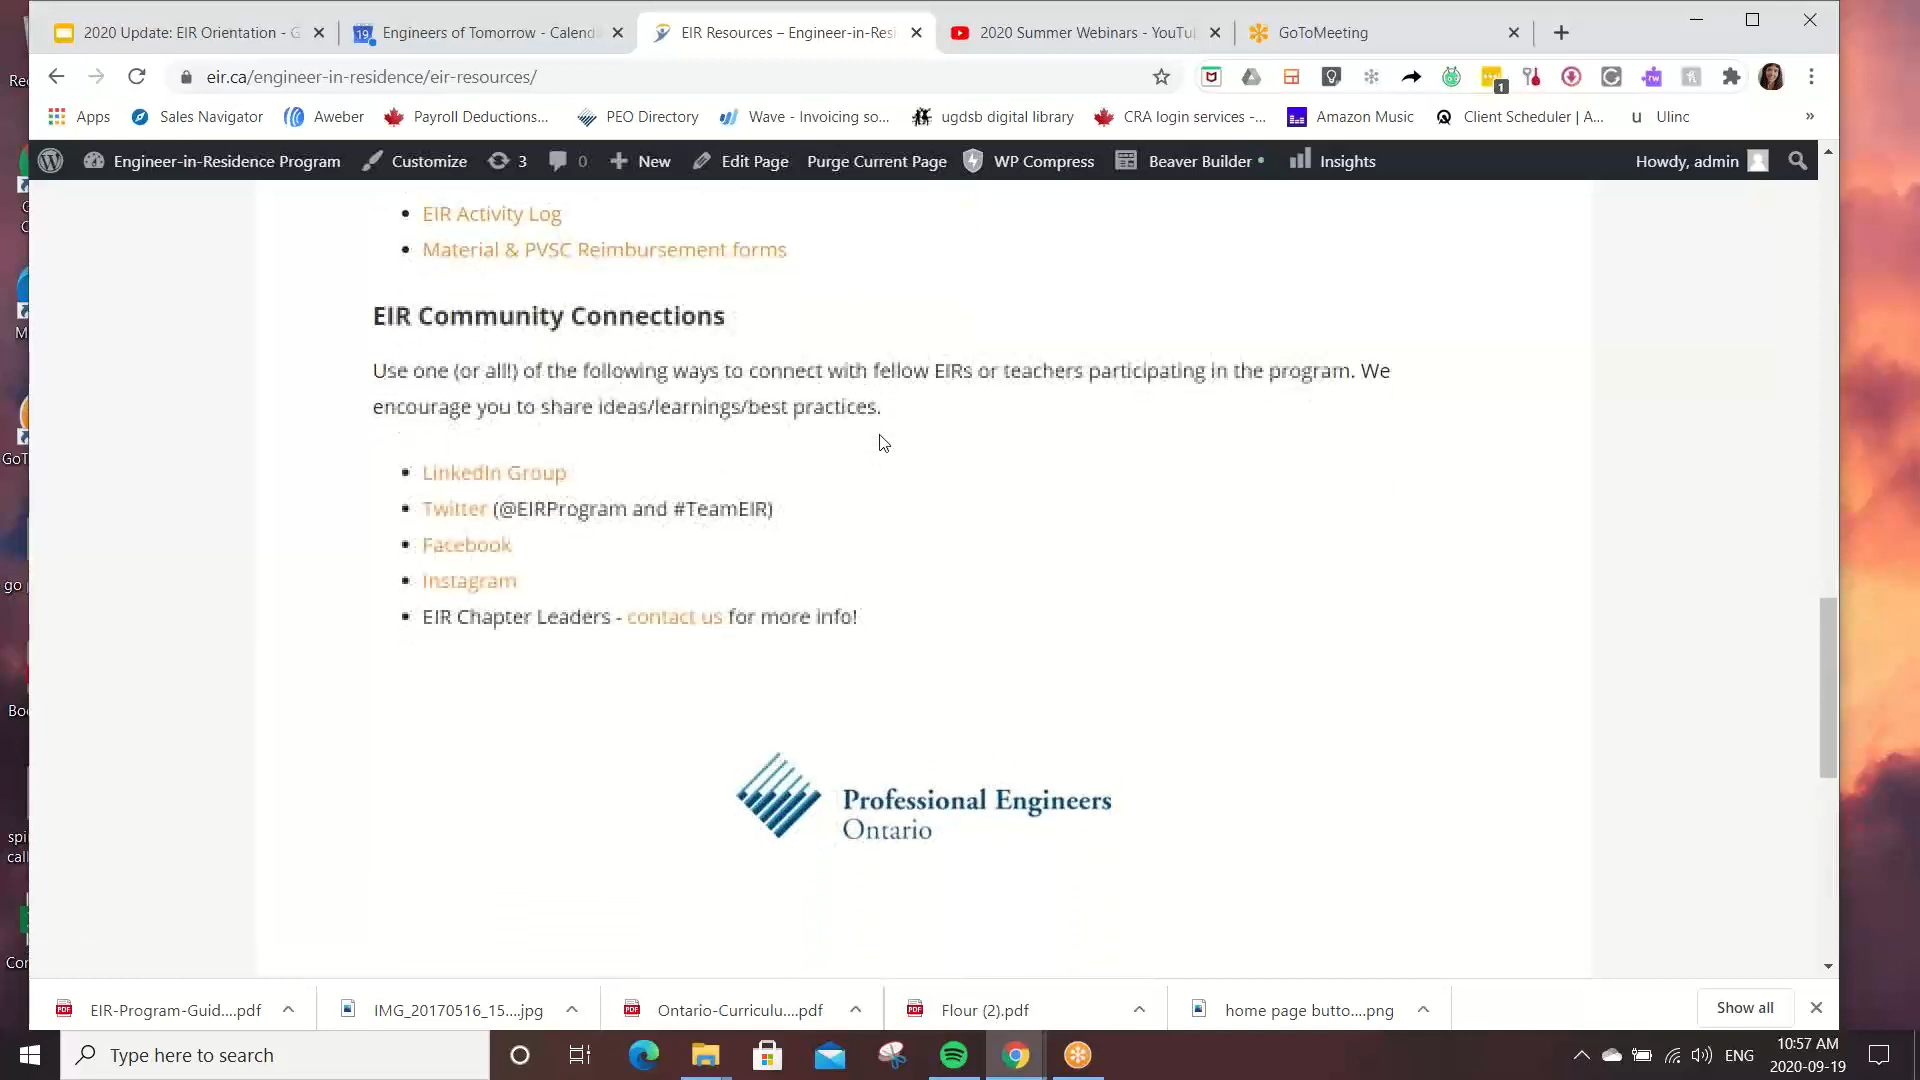 2020 Update: EIR Orientation - G
Engineers of Tomorrow - Calend
EIR Resources – Engineer-in-Resi
2020 Summer Webinars - YouTu
GoToMeeting
eir.ca/engineer-in-residence/eir-resources/
1
Apps
Sales Navigator
Aweber
Payroll Deductions...
PEO Directory
Wave - Invoicing so...
ugdsb digital library
CRA login services -...
Amazon Music
Client Scheduler | A...
Ulinc
»
Engineer-in-Residence Program
Customize
3
0
New
Edit Page
Purge Current Page
WP Compress
Beaver Builder
Insights
Howdy, admin
EIR Activity Log
Material & PVSC Reimbursement forms
EIR Community Connections
Use one (or all!) of the following ways to connect with fellow EIRs or teachers participating in the program. We
encourage you to share ideas/learnings/best practices.
LinkedIn Group
Twitter (@EIRProgram and #TeamEIR)
Facebook
Instagram
EIR Chapter Leaders - contact us for more info!
Professional Engineers
Ontario
EIR-Program-Guid....pdf
IMG_20170516_15....jpg
Ontario-Curriculu....pdf
Flour (2).pdf
home page butto....png
Show all
Type here to search
ENG
10:57 AM
2020-09-19